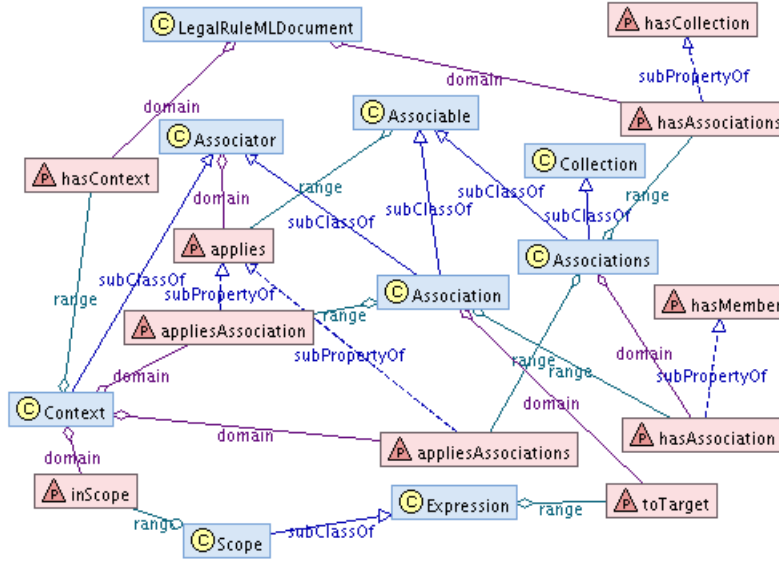 C LegalRuleMLDocument
P hasCollection
subPropertyOf
domain
domain
C Associable
P hasAssociations
C Associator
C Collection
P hasContext
range
range
subClassOf
domain
subClassOf
subClassOf
P applies
subClassOf
C Associations
subClassOf
range
C Association
P hasMember
subPropertyOf
P appliesAssociation
range
subPropertyOf
range
range
subPropertyOf
domain
C Context
domain
domain
P hasAssociation
domain
P appliesAssociations
P inScope
C Expression
P toTarget
range
range
C Scope
subClassOf